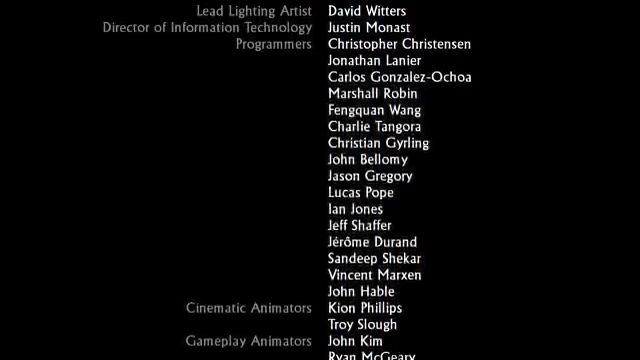 Lead Lighting Artist David Witters
Director of Information Technology Justin Monast
Programmers Christopher Christensen
Jonathan Lanier
Carlos Gonzalez-Ochoa
Marshall Robin
Fengquan Wang
Charlie Tangora
Christian Gyrling
John Bellomy
Jason Gregory
Lucas Pope
Ian Jones
Jeff Shaffer
Jérôme Durand
Sandeep Shekar
Vincent Marxen
John Hable
Cinematic Animators Kion Phillips
Troy Slough
Gameplay Animators John Kim
Ryan McGeary